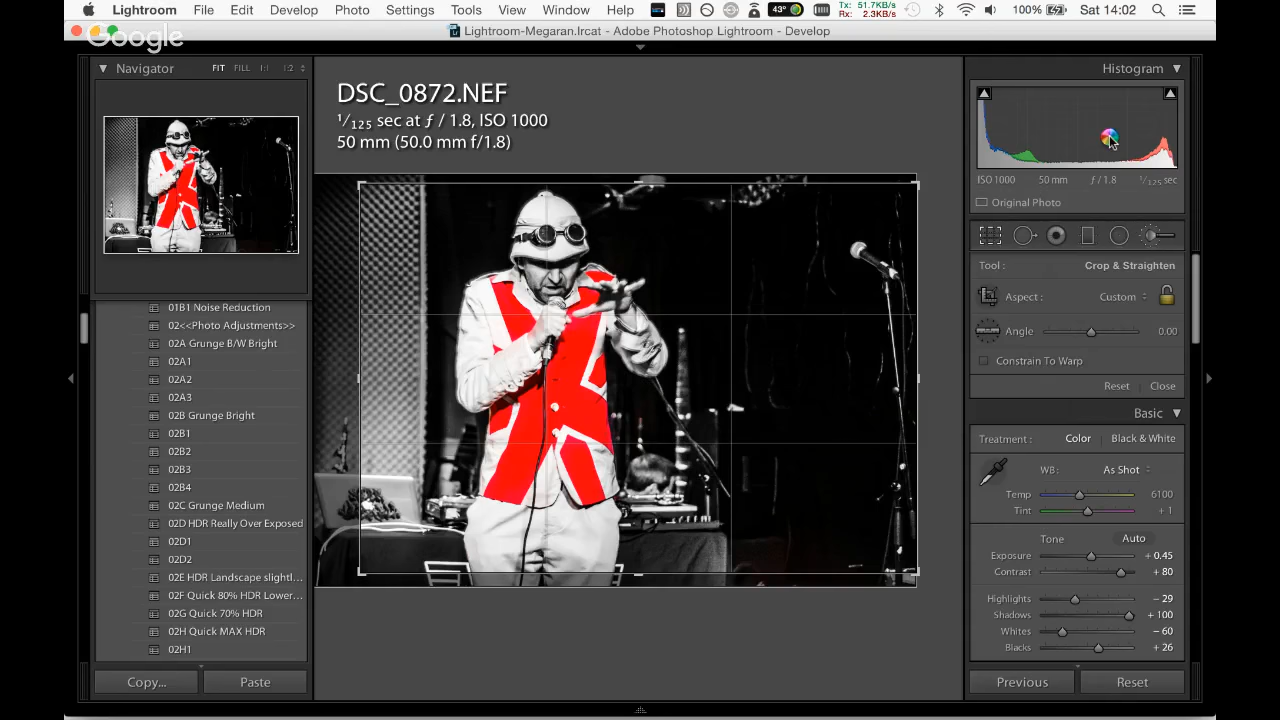 Lightroom File Edit Develop Photo Settings Tools View Window Help 43° Tx: 51.7KB/s Rx: 2.3KB/s 100% Sat 14:02
Google
Lightroom-Megaran.lrcat - Adobe Photoshop Lightroom - Develop
Navigator FIT FILL 1:1 1:2
01B1 Noise Reduction
02<<Photo Adjustments>>
02A Grunge B/W Bright
02A1
02A2
02A3
02B Grunge Bright
02B1
02B2
02B3
02B4
02C Grunge Medium
02D HDR Really Over Exposed
02D1
02D2
02E HDR Landscape slightl...
02F Quick 80% HDR Lower...
02G Quick 70% HDR
02H Quick MAX HDR
02H1
Copy... Paste
DSC_0872.NEF
1/125 sec at ƒ / 1.8, ISO 1000
50 mm (50.0 mm f/1.8)
Histogram
ISO 1000 50 mm ƒ / 1.8 1/125 sec
Original Photo
Tool : Crop & Straighten
Aspect : Custom
Angle 0.00
Constrain To Warp
Reset Close
Basic
Treatment : Color Black & White
WB : As Shot
Temp 6100
Tint + 1
Tone Auto
Exposure + 0.45
Contrast + 80
Highlights − 29
Shadows + 100
Whites − 60
Blacks + 26
Previous Reset